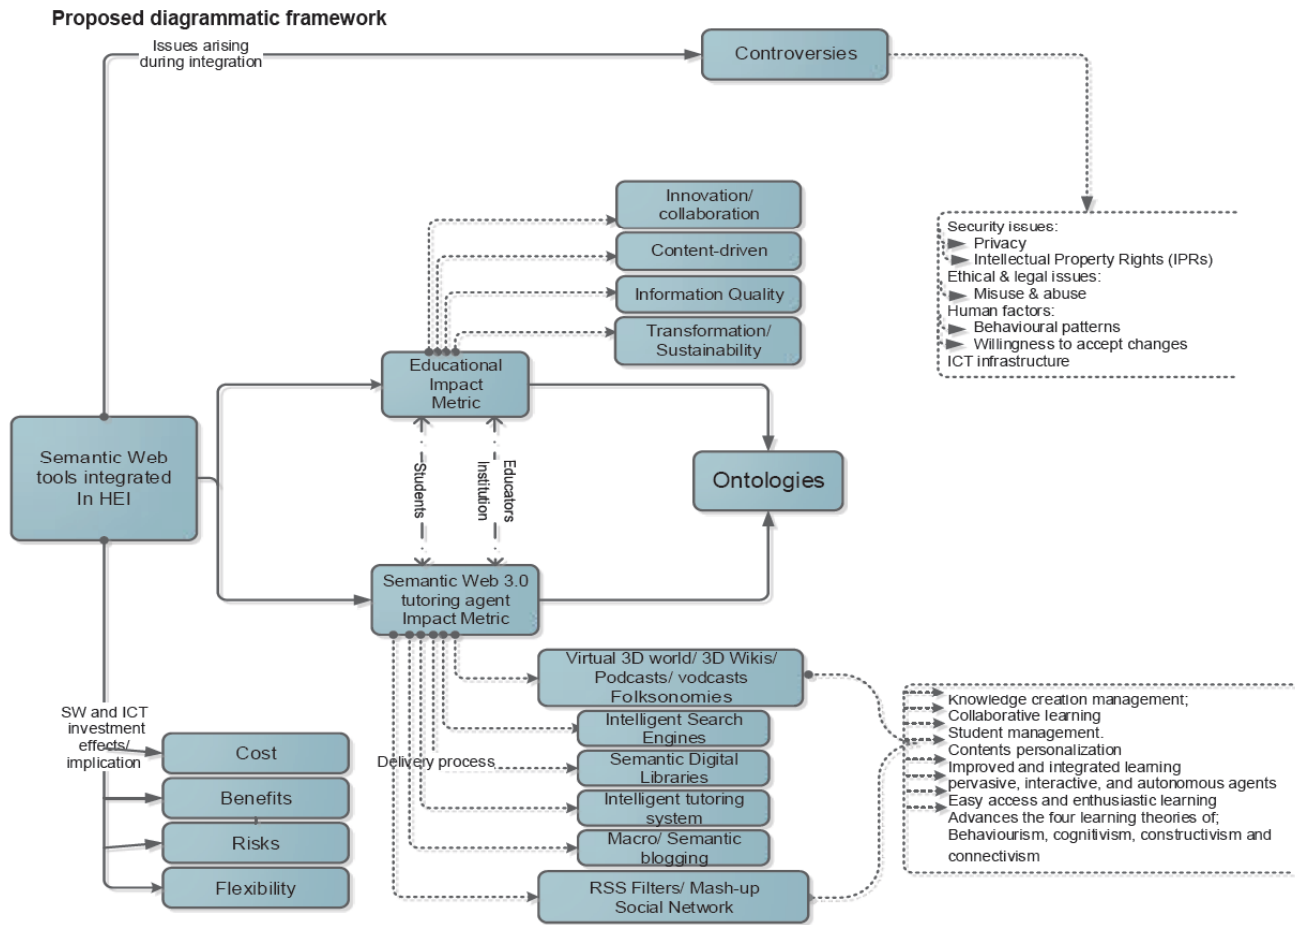 Proposed diagrammatic framework
Issues arising
during integration
Controversies
Security issues:
Privacy
Intellectual Property Rights (IPRs)
Ethical & legal issues:
Misuse & abuse
Human factors:
Behavioural patterns
Willingness to accept changes
ICT infrastructure
Innovation/
collaboration
Content-driven
Information Quality
Transformation/
Sustainability
Educational
Impact
Metric
Semantic Web
tools integrated
In HEI
Students
Institution
Educators
Ontologies
Semantic Web 3.0
tutoring agent
Impact Metric
SW and ICT
investment
effects/
implication
Cost
Benefits
Risks
Flexibility
Delivery process
Virtual 3D world/ 3D Wikis/
Podcasts/ vodcasts
Folksonomies
Intelligent Search
Engines
Semantic Digital
Libraries
Intelligent tutoring
system
Macro/ Semantic
blogging
RSS Filters/ Mash-up
Social Network
Knowledge creation management;
Collaborative learning
Student management.
Contents personalization
Improved and integrated learning
pervasive, interactive, and autonomous agents
Easy access and enthusiastic learning
Advances the four learning theories of;
Behaviourism, cognitivism, constructivism and
connectivism